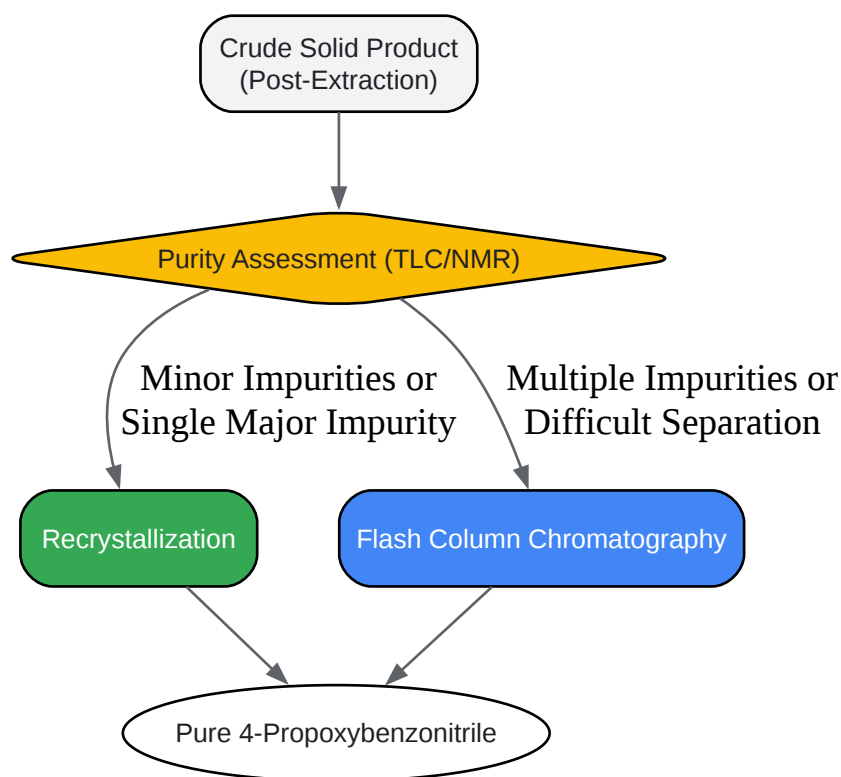 Crude Solid Product
(Post-Extraction)
Purity Assessment (TLC/NMR)
Minor Impurities or
Single Major Impurity
Multiple Impurities or
Difficult Separation
Recrystallization
Flash Column Chromatography
Pure 4-Propoxybenzonitrile